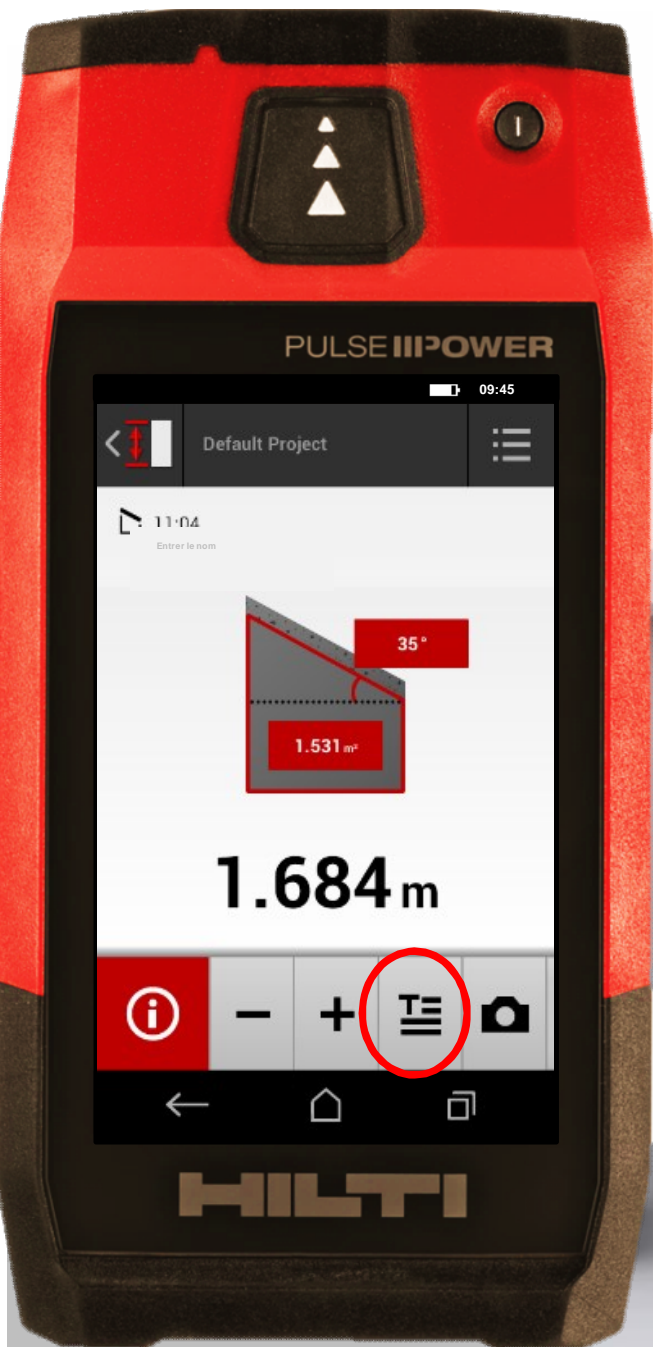 PULSE POWER
09:45
Default Project
11:04
Entrer le nom
35°
1.531 m²
1.684 m
HILTI